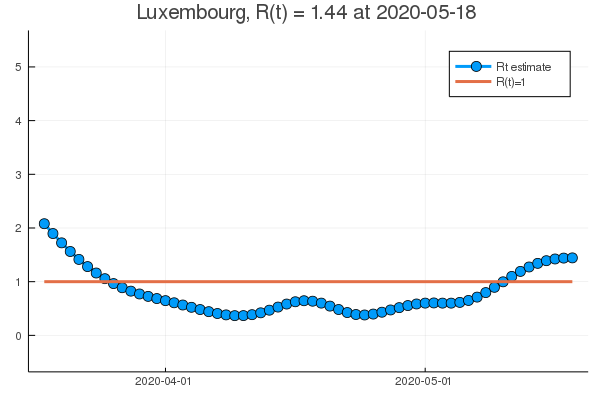 Luxembourg, R(t) = 1.44 at 2020-05-18
5
Rt estimate
R(t)=1
4
3
2
1
0
2020-04-01
2020-05-01